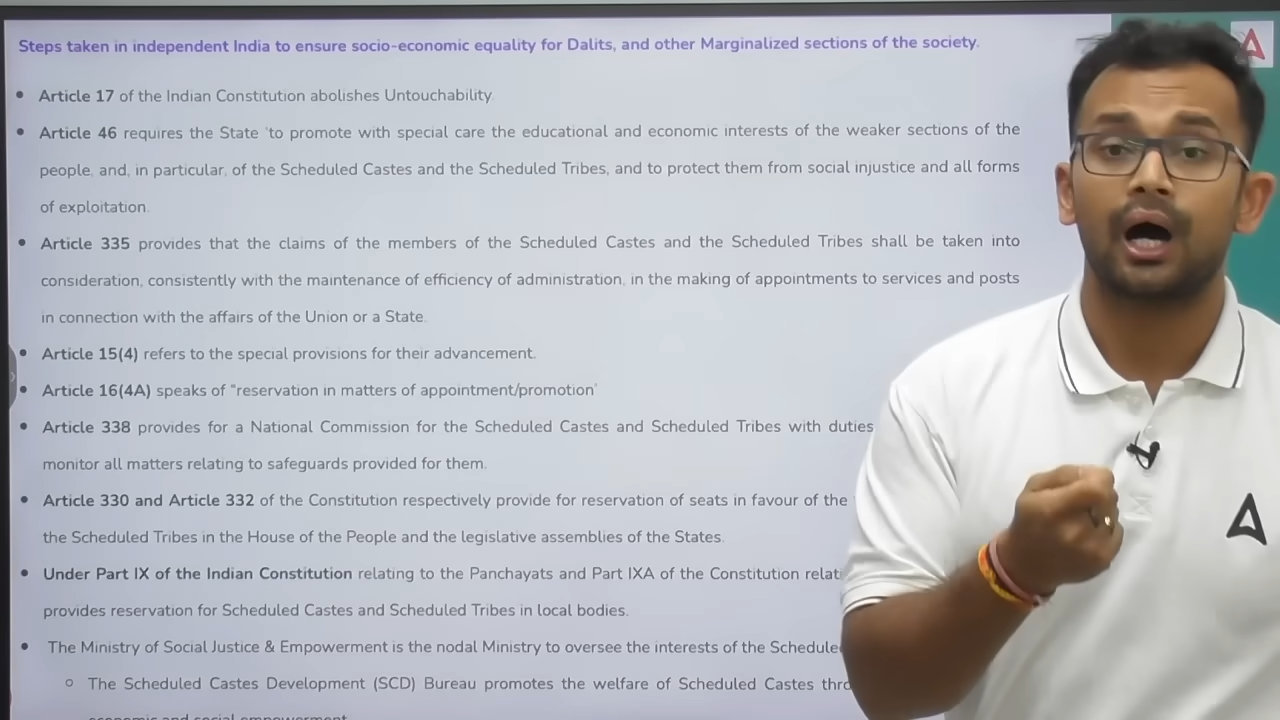 Steps taken in independent India to ensure socio-economic equality for Dalits, and other Marginalized sections of the society.
• Article 17 of the Indian Constitution abolishes Untouchability.
• Article 46 requires the State 'to promote with special care the educational and economic interests of the weaker sections of the
people, and, in particular, of the Scheduled Castes and the Scheduled Tribes, and to protect them from social injustice and all forms
of exploitation.
• Article 335 provides that the claims of the members of the Scheduled Castes and the Scheduled Tribes shall be taken into
consideration, consistently with the maintenance of efficiency of administration, in the making of appointments to services and posts
in connection with the affairs of the Union or a State.
• Article 15(4) refers to the special provisions for their advancement.
• Article 16(4A) speaks of "reservation in matters of appointment/promotion'
• Article 338 provides for a National Commission for the Scheduled Castes and Scheduled Tribes with duties
monitor all matters relating to safeguards provided for them.
• Article 330 and Article 332 of the Constitution respectively provide for reservation of seats in favour of the
the Scheduled Tribes in the House of the People and the legislative assemblies of the States.
• Under Part IX of the Indian Constitution relating to the Panchayats and Part IXA of the Constitution relat
provides reservation for Scheduled Castes and Scheduled Tribes in local bodies.
• The Ministry of Social Justice & Empowerment is the nodal Ministry to oversee the interests of the Schedule
○ The Scheduled Castes Development (SCD) Bureau promotes the welfare of Scheduled Castes thro
economic and social empowerment.